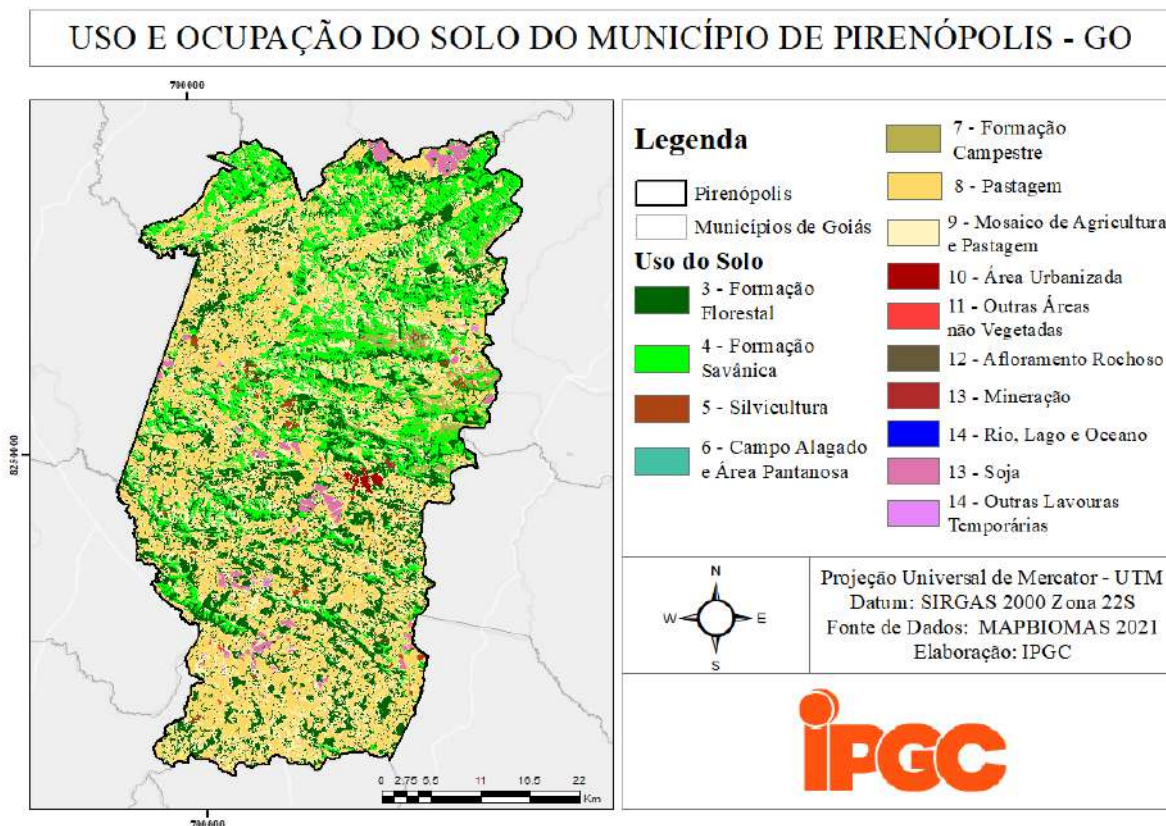 USO E OCUPAÇÃO DO SOLO DO MUNICÍPIO DE PIRENÓPOLIS - GO
700000
Legenda
Pirenópolis
Municípios de Goiás
Uso do Solo
3 - Formação
Florestal
4 - Formação
Savânica
5 - Silvicultura
6 - Campo Alagado
e Área Pantanosa
7 - Formação
Campestre
8 - Pastagem
9 - Mosaico de Agricultura
e Pastagem
10 - Área Urbanizada
11 - Outras Áreas
não Vegetadas
12 - Afloramento Rochoso
13 - Mineração
14 - Rio, Lago e Oceano
13 - Soja
14 - Outras Lavouras
Temporárias
0 2,75 5,5 11 16,5 22
Km
700000
N
W E
S
Projeção Universal de Mercator - UTM
Datum: SIRGAS 2000 Zona 22S
Fonte de Dados: MAPBIOMAS 2021
Elaboração: IPGC
iPGC